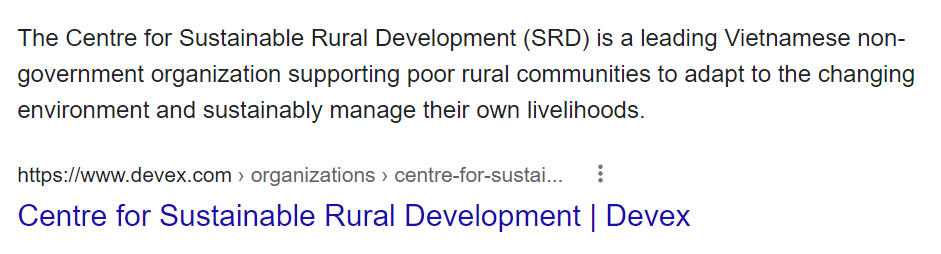 The Centre for Sustainable Rural Development (SRD) is a leading Vietnamese non-
government organization supporting poor rural communities to adapt to the changing
environment and sustainably manage their own livelihoods.
https://www.devex.com › organizations › centre-for-sustai...
Centre for Sustainable Rural Development | Devex